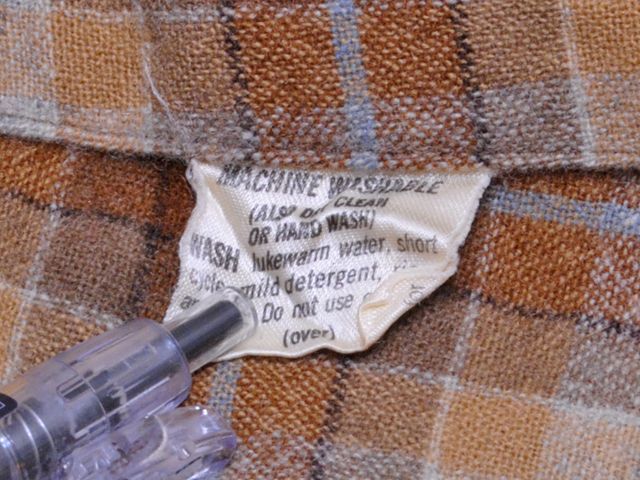 MACHINE WASHABLE
(ALSO DRY CLEAN
OR HAND WASH)
WASH lukewarm water, short
cycle, mild detergent,
Do not use
(over)